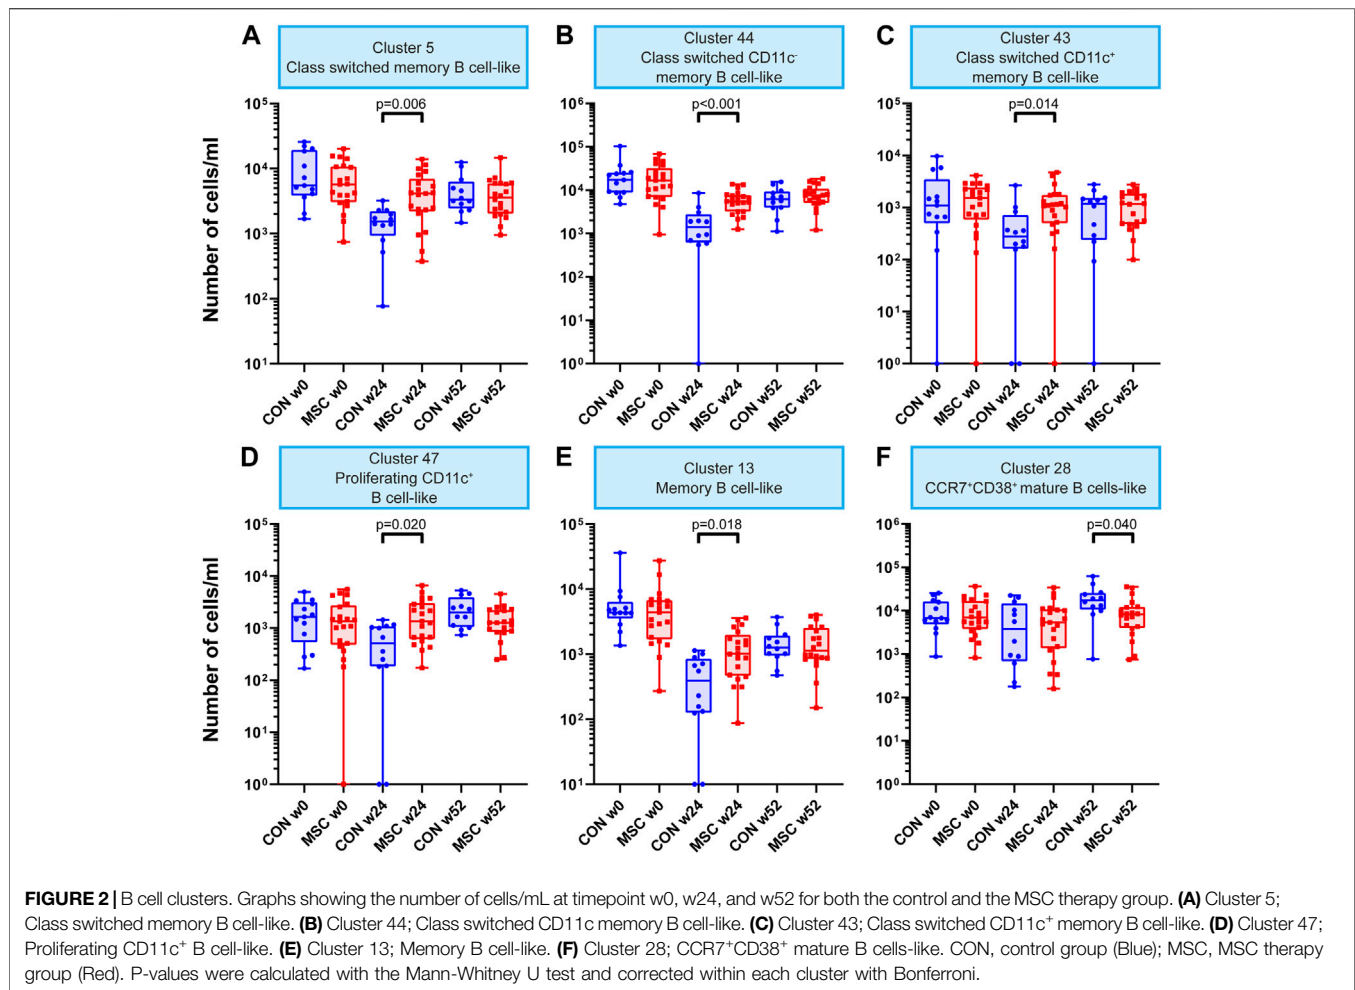 A
Cluster 5
Class switched memory B cell-like
B
Cluster 44
Class switched CD11c⁻
memory B cell-like
C
Cluster 43
Class switched CD11c⁺
memory B cell-like
Number of cells/ml
10⁵
10⁴
10³
10²
10¹
p=0.006
CON w0
MSC w0
CON w24
MSC w24
CON w52
MSC w52
10⁶
10⁵
10⁴
10³
10²
10¹
10⁰
p<0.001
CON w0
MSC w0
CON w24
MSC w24
CON w52
MSC w52
10⁵
10⁴
10³
10²
10¹
10⁰
p=0.014
CON w0
MSC w0
CON w24
MSC w24
CON w52
MSC w52
D
Cluster 47
Proliferating CD11c⁺
B cell-like
E
Cluster 13
Memory B cell-like
F
Cluster 28
CCR7⁺CD38⁺ mature B cells-like
Number of cells/ml
10⁵
10⁴
10³
10²
10¹
10⁰
p=0.020
CON w0
MSC w0
CON w24
MSC w24
CON w52
MSC w52
10⁵
10⁴
10³
10²
10¹
p=0.018
CON w0
MSC w0
CON w24
MSC w24
CON w52
MSC w52
10⁶
10⁵
10⁴
10³
10²
10¹
10⁰
p=0.040
CON w0
MSC w0
CON w24
MSC w24
CON w52
MSC w52
FIGURE 2 | B cell clusters. Graphs showing the number of cells/mL at timepoint w0, w24, and w52 for both the control and the MSC therapy group. (A) Cluster 5;
Class switched memory B cell-like. (B) Cluster 44; Class switched CD11c memory B cell-like. (C) Cluster 43; Class switched CD11c⁺ memory B cell-like. (D) Cluster 47;
Proliferating CD11c⁺ B cell-like. (E) Cluster 13; Memory B cell-like. (F) Cluster 28; CCR7⁺CD38⁺ mature B cells-like. CON, control group (Blue); MSC, MSC therapy
group (Red). P-values were calculated with the Mann-Whitney U test and corrected within each cluster with Bonferroni.